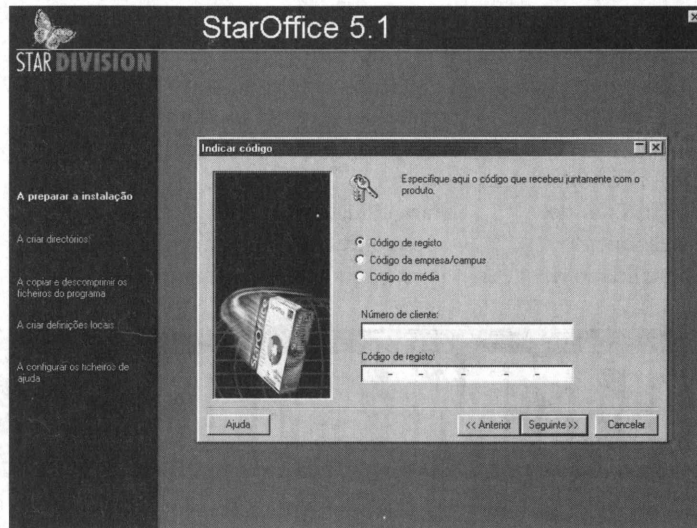 StarOffice 5.1
STAR DIVISION
A preparar a instalação
A criar directórios
A copiar e descomprimir os
ficheiros do programa
A criar definições locais
A configurar os ficheiros de
ajuda
Indicar código
Especifique aqui o código que recebeu juntamente com o
produto.
Código de registo
Código da empresa/campus
Código do média
Número de cliente:
Código de registo:
- - - - -
StarOffice
Ajuda
<< Anterior
Seguinte >>
Cancelar